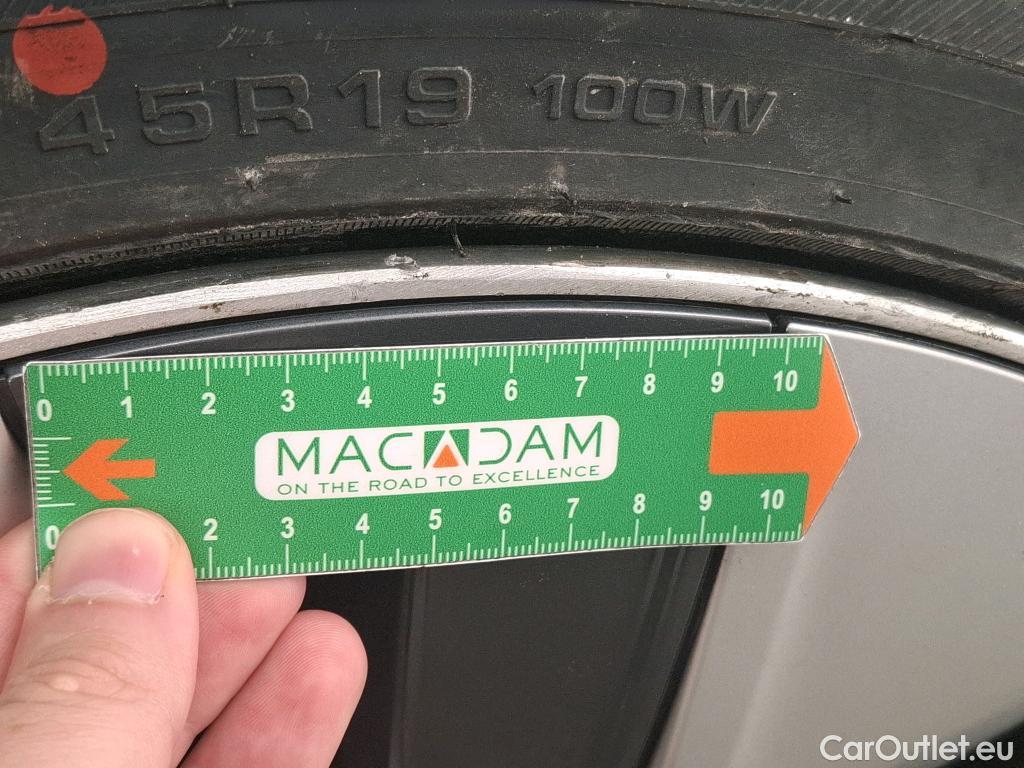 45R19 100W
0 1 2 3 4 5 6 7 8 9 10
MACADAM
ON THE ROAD TO EXCELLENCE
0 2 3 4 5 6 7 8 9 10
CarOutlet.eu